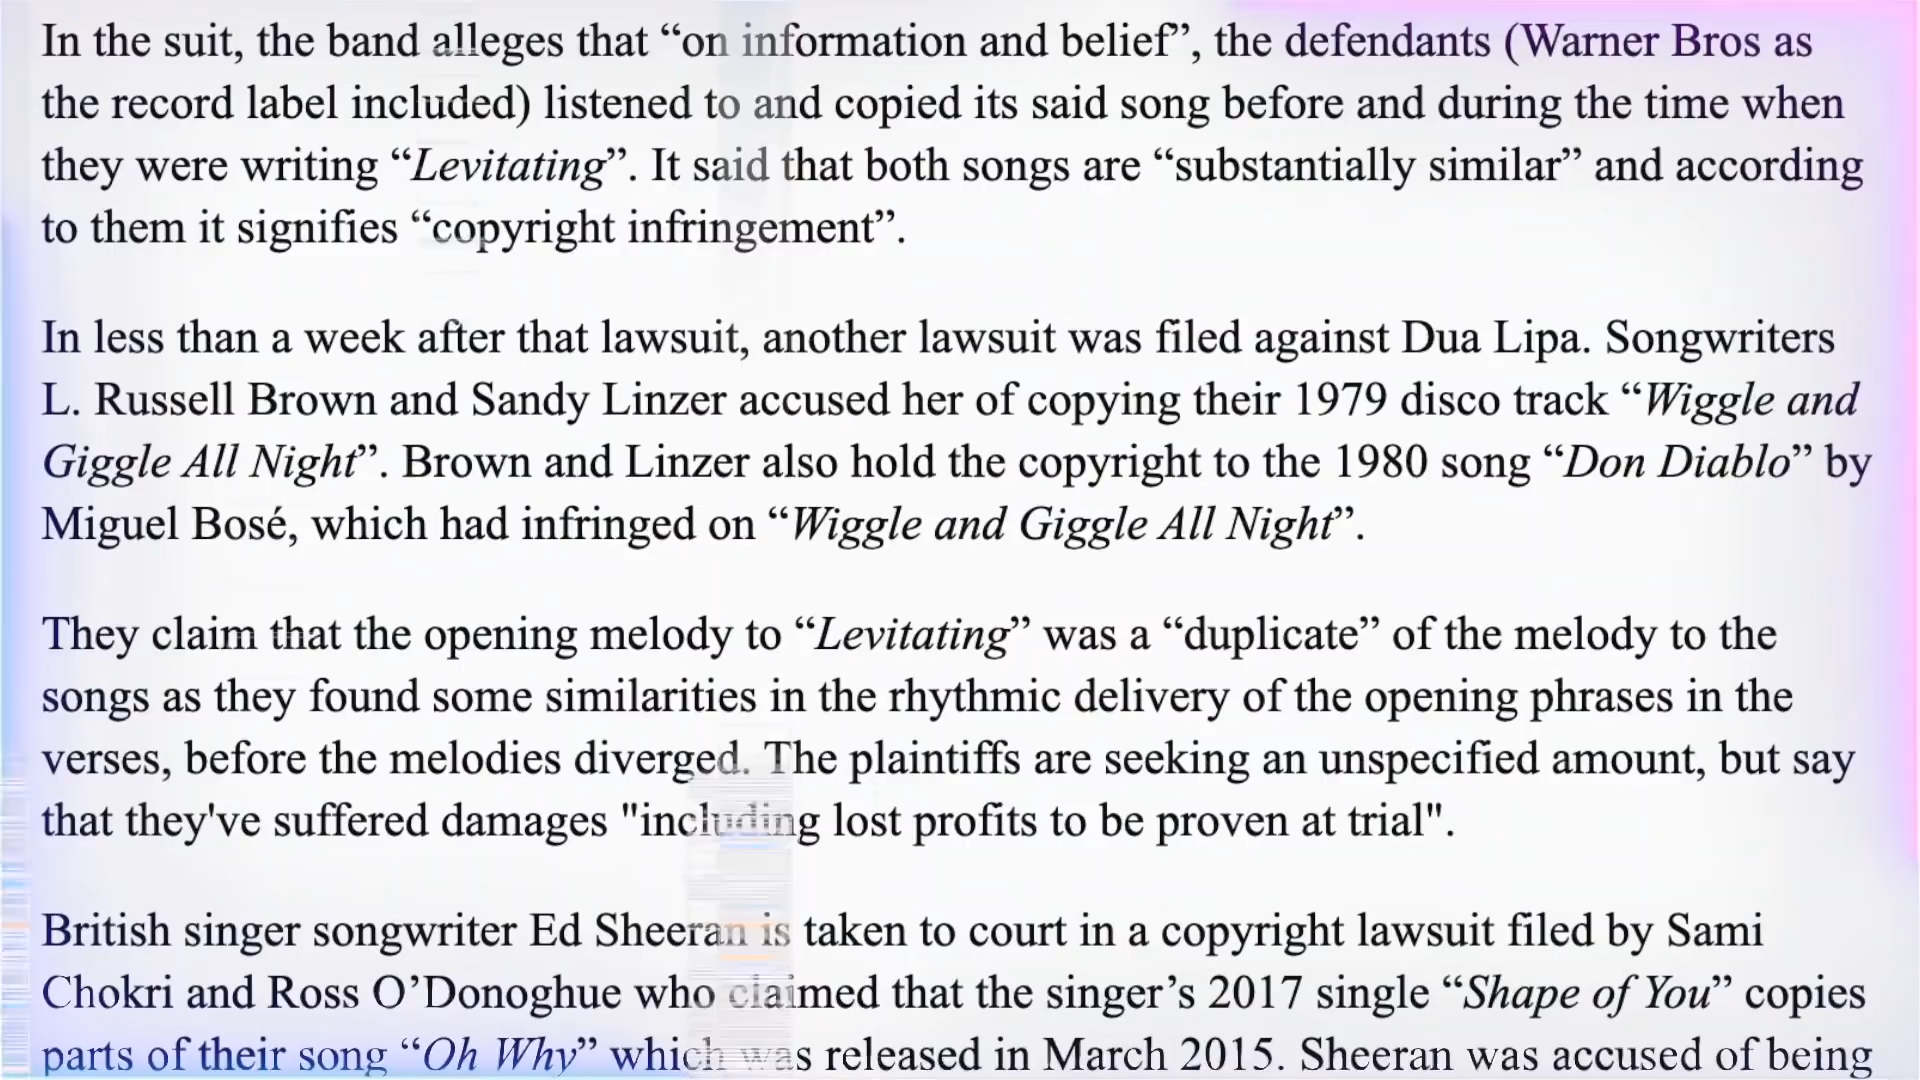 In the suit, the band alleges that “on information and belief”, the defendants (Warner Bros as
the record label included) listened to and copied its said song before and during the time when
they were writing “Levitating”. It said that both songs are “substantially similar” and according
to them it signifies “copyright infringement”.
In less than a week after that lawsuit, another lawsuit was filed against Dua Lipa. Songwriters
L. Russell Brown and Sandy Linzer accused her of copying their 1979 disco track “Wiggle and
Giggle All Night”. Brown and Linzer also hold the copyright to the 1980 song “Don Diablo” by
Miguel Bosé, which had infringed on “Wiggle and Giggle All Night”.
They claim that the opening melody to “Levitating” was a “duplicate” of the melody to the
songs as they found some similarities in the rhythmic delivery of the opening phrases in the
verses, before the melodies diverged. The plaintiffs are seeking an unspecified amount, but say
that they've suffered damages "including lost profits to be proven at trial".
British singer songwriter Ed Sheeran is taken to court in a copyright lawsuit filed by Sami
Chokri and Ross O’Donoghue who claimed that the singer’s 2017 single “Shape of You” copies
parts of their song “Oh Why” which was released in March 2015. Sheeran was accused of being